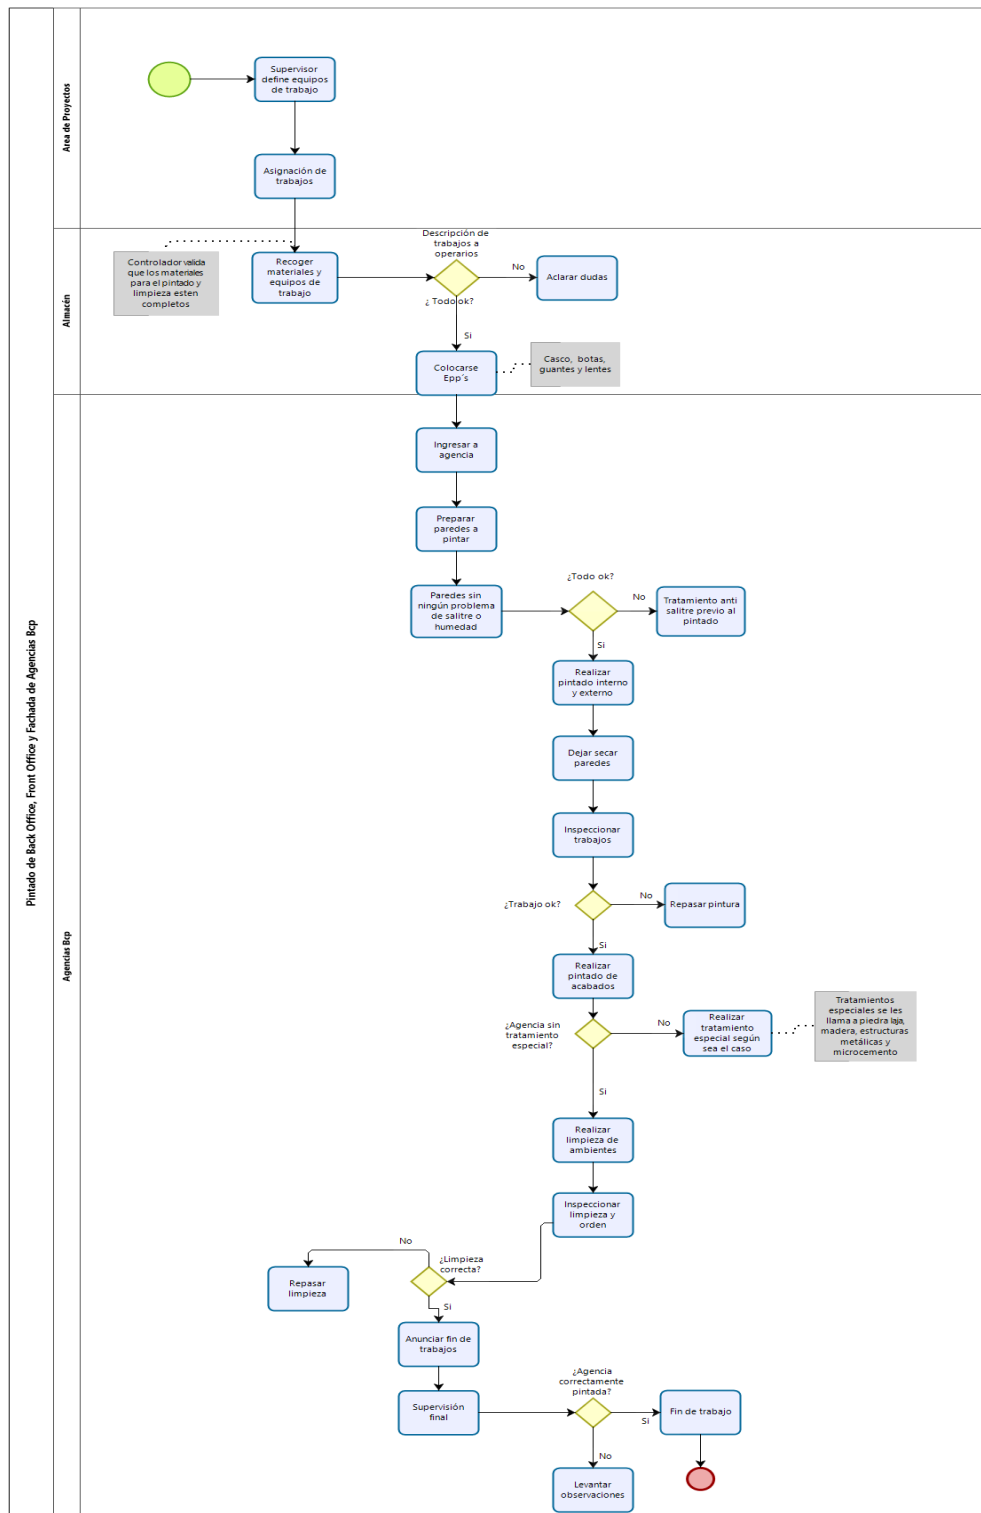 Pintado de Back Office, Front Office y Fachada de Agencias Bcp
Area de Proyectos
Supervisor
define equipos
de trabajo
Asignación de
trabajos
Almacén
Controlador valida
que los materiales
para el pintado y
limpieza esten
completos
Recoger
materiales y
equipos de
trabajo
Descripción de
trabajos a
operarios
¿ Todo ok?
No
Aclarar dudas
Si
Colocarse
Epp´s
Casco, botas,
guantes y lentes
Agencias Bcp
Ingresar a
agencia
Preparar
paredes a
pintar
Paredes sin
ningún problema
de salitre o
humedad
¿Todo ok?
No
Tratamiento anti
salitre previo al
pintado
Si
Realizar
pintado interno
y externo
Dejar secar
paredes
Inspeccionar
trabajos
¿Trabajo ok?
No
Repasar pintura
Si
Realizar
pintado de
acabados
¿Agencia sin
tratamiento
especial?
No
Realizar
tratamiento
especial según
sea el caso
Tratamientos
especiales se les
llama a piedra laja,
madera, estructuras
metálicas y
microcemento
Si
Realizar
limpieza de
ambientes
Inspeccionar
limpieza y
orden
No
¿Limpieza
correcta?
Repasar
limpieza
Si
Anunciar fin de
trabajos
Supervisión
final
¿Agencia
correctamente
pintada?
Si
Fin de trabajo
No
Levantar
observaciones